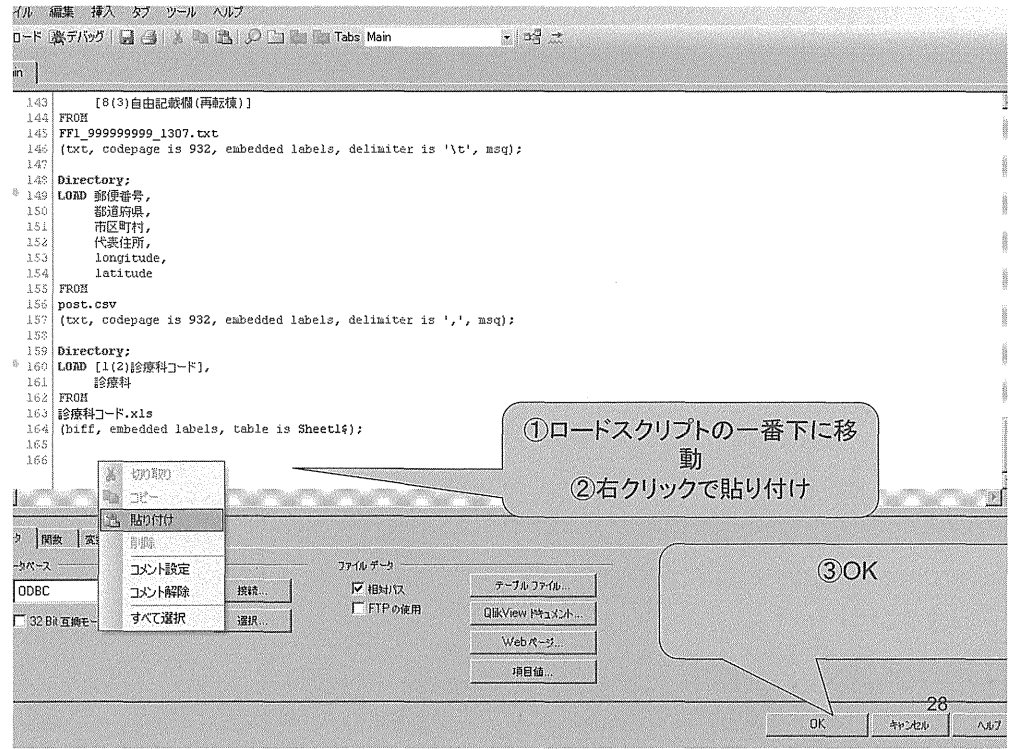 イル 編集 挿入 タブ ツール ヘルプ
ロード デバッグ Tabs Main
in
143 [8(3)自由記載欄(再転棟)]
144 FROM
145 FF1_999999999_1307.txt
146 (txt, codepage is 932, embedded labels, delimiter is '\t', msq);
147
148 Directory;
149 LOAD 郵便番号,
150 都道府県,
151 市区町村,
152 代表住所,
153 longitude,
154 latitude
155 FROM
156 post.csv
157 (txt, codepage is 932, embedded labels, delimiter is ',', msq);
158
159 Directory;
160 LOAD [1(2)診療科コード],
161 診療科
162 FROM
163 診療科コード.xls
164 (biff, embedded labels, table is Sheet1$);
165
166
①ロードスクリプトの一番下に移
動
②右クリックで貼り付け
切り取り
コピー
貼り付け
削除
コメント設定
コメント解除
すべて選択
タ 関数 変
ータベース
ODBC
接続...
32 Bit 互換モー
選択...
ファイル データ
相対パス
FTP の使用
テーブル ファイル...
QlikView ドキュメント...
Web ページ...
項目値...
③OK
28
OK キャンセル ヘルプ